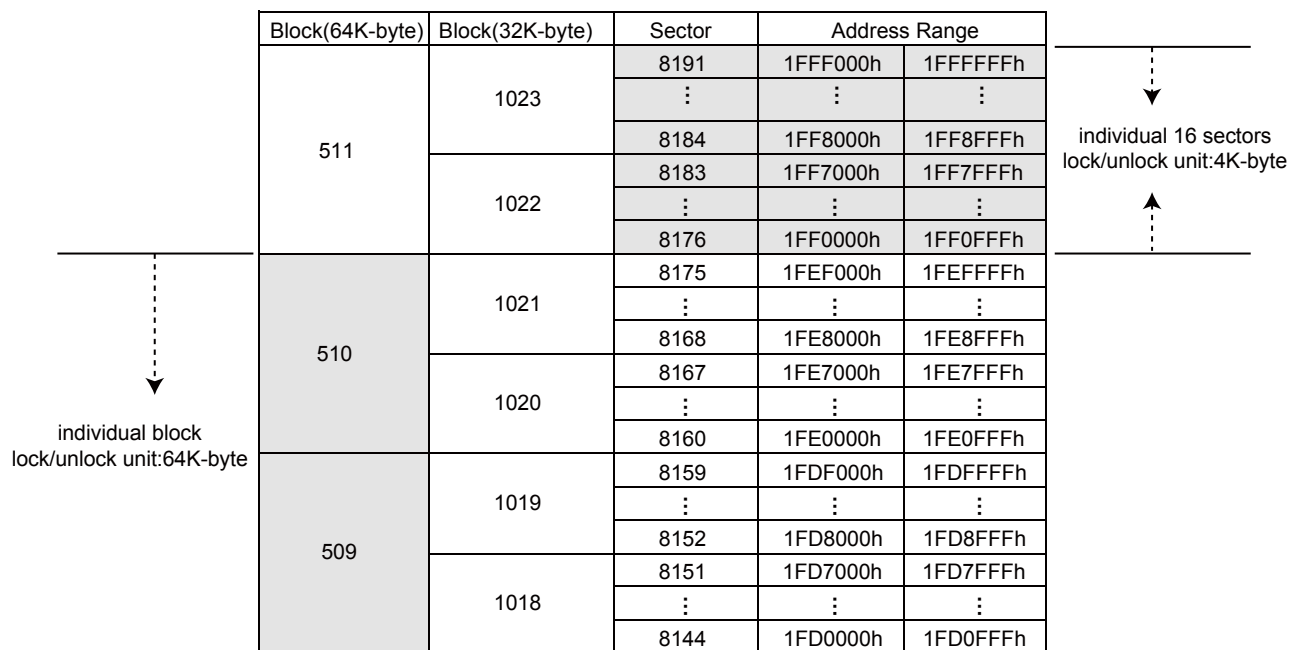 Block(64K-byte) Block(32K-byte) Sector Address Range
8191 1FFF000h 1FFFFFFh
1023
⋮ ⋮ ⋮
8184 1FF8000h 1FF8FFFh
511
8183 1FF7000h 1FF7FFFh
1022
⋮ ⋮ ⋮
8176 1FF0000h 1FF0FFFh
individual 16 sectors
lock/unlock unit:4K-byte
8175 1FEF000h 1FEFFFFh
1021
⋮ ⋮ ⋮
8168 1FE8000h 1FE8FFFh
510
8167 1FE7000h 1FE7FFFh
1020
⋮ ⋮ ⋮
8160 1FE0000h 1FE0FFFh
individual block
lock/unlock unit:64K-byte
8159 1FDF000h 1FDFFFFh
1019
⋮ ⋮ ⋮
8152 1FD8000h 1FD8FFFh
509
8151 1FD7000h 1FD7FFFh
1018
⋮ ⋮ ⋮
8144 1FD0000h 1FD0FFFh